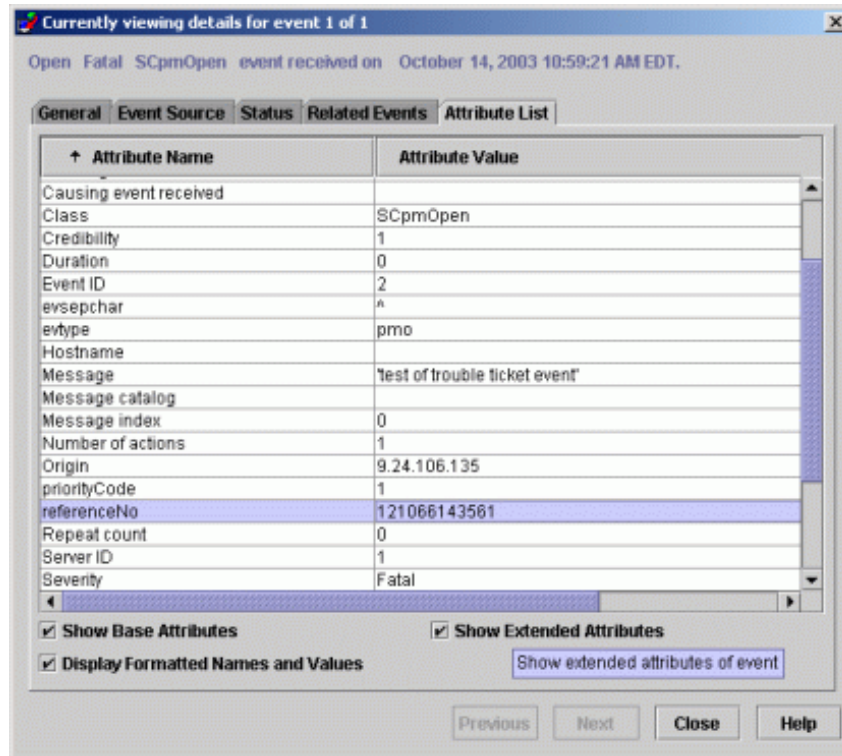 Currently viewing details for event 1 of 1
Open Fatal SCpmOpen event received on October 14, 2003 10:59:21 AM EDT.
General Event Source Status Related Events Attribute List
↑ Attribute Name Attribute Value
Causing event received
Class SCpmOpen
Credibility 1
Duration 0
Event ID 2
evsepchar ^
evtype pmo
Hostname
Message 'test of trouble ticket event'
Message catalog
Message index 0
Number of actions 1
Origin 9.24.106.135
priorityCode 1
referenceNo 121066143561
Repeat count 0
Server ID 1
Severity Fatal
Show Base Attributes Show Extended Attributes
Display Formatted Names and Values Show extended attributes of event
Previous Next Close Help